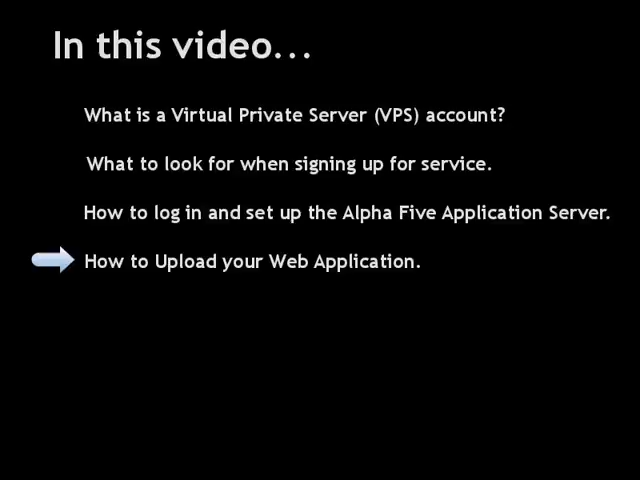 In this video...
What is a Virtual Private Server (VPS) account?
What to look for when signing up for service.
How to log in and set up the Alpha Five Application Server.
How to Upload your Web Application.